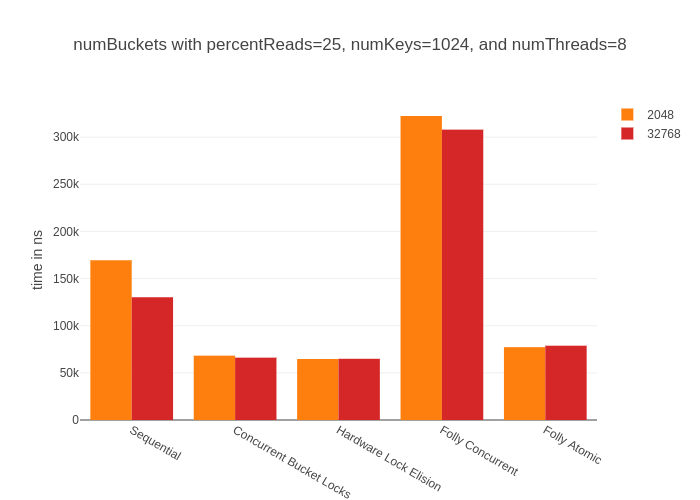 numBuckets with percentReads=25, numKeys=1024, and numThreads=8
2048
32768
time in ns
300k
250k
200k
150k
100k
50k
0
Sequential
Concurrent Bucket Locks
Hardware Lock Elision
Folly Concurrent
Folly Atomic